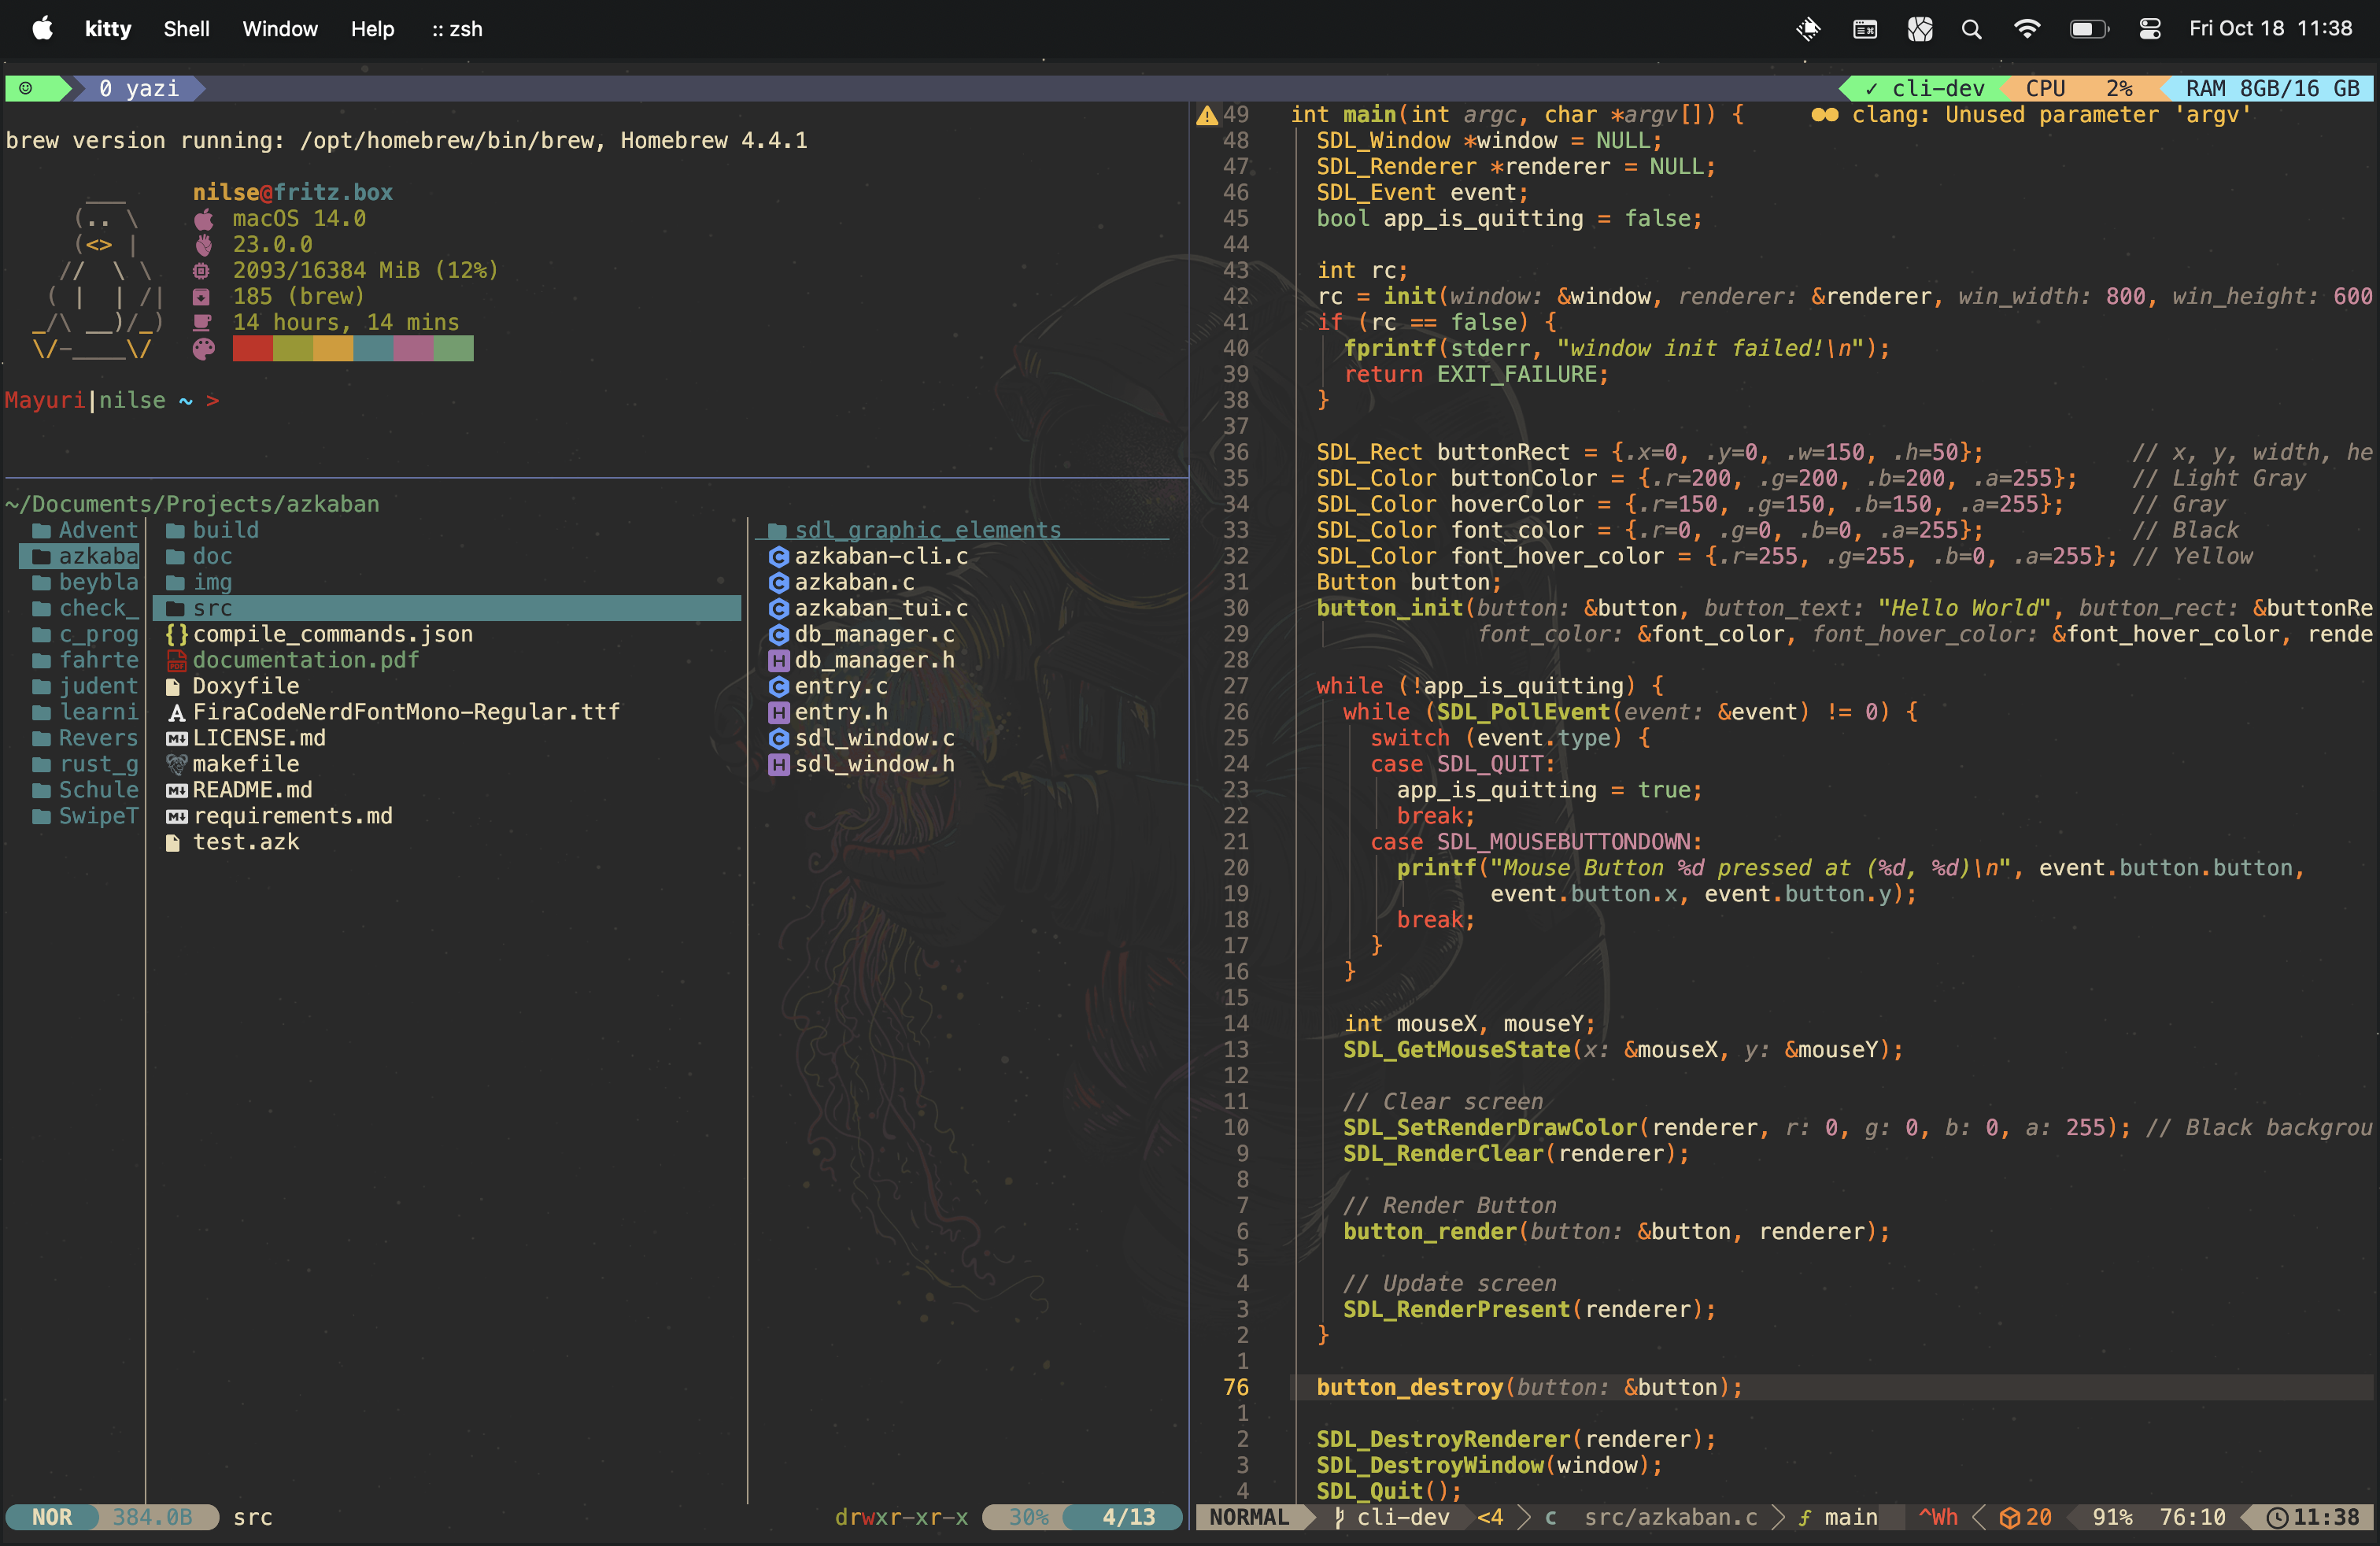 kitty Shell Window Help :: zsh Fri Oct 18 11:38
0 yazi ✓ cli-dev CPU 2% RAM 8GB/16 GB
brew version running: /opt/homebrew/bin/brew, Homebrew 4.4.1
nilse@fritz.box
macOS 14.0
23.0.0
2093/16384 MiB (12%)
185 (brew)
14 hours, 14 mins
Mayuri|nilse ~ >
~/Documents/Projects/azkaban
Advent
azkaba
beybla
check_
c_prog
fahrte
judent
learni
Revers
rust_g
Schule
SwipeT
build
doc
img
src
{}compile_commands.json
documentation.pdf
Doxyfile
FiraCodeNerdFontMono-Regular.ttf
LICENSE.md
makefile
README.md
requirements.md
test.azk
sdl_graphic_elements
azkaban-cli.c
azkaban.c
azkaban_tui.c
db_manager.c
db_manager.h
entry.c
entry.h
sdl_window.c
sdl_window.h
NOR 384.0B src drwxr-xr-x 30% 4/13
49 int main(int argc, char *argv[]) { clang: Unused parameter 'argv'
48 SDL_Window *window = NULL;
47 SDL_Renderer *renderer = NULL;
46 SDL_Event event;
45 bool app_is_quitting = false;
44
43 int rc;
42 rc = init(window: &window, renderer: &renderer, win_width: 800, win_height: 600
41 if (rc == false) {
40 fprintf(stderr, "window init failed!\n");
39 return EXIT_FAILURE;
38 }
37
36 SDL_Rect buttonRect = {.x=0, .y=0, .w=150, .h=50}; // x, y, width, he
35 SDL_Color buttonColor = {.r=200, .g=200, .b=200, .a=255}; // Light Gray
34 SDL_Color hoverColor = {.r=150, .g=150, .b=150, .a=255}; // Gray
33 SDL_Color font_color = {.r=0, .g=0, .b=0, .a=255}; // Black
32 SDL_Color font_hover_color = {.r=255, .g=255, .b=0, .a=255}; // Yellow
31 Button button;
30 button_init(button: &button, button_text: "Hello World", button_rect: &buttonRe
29 font_color: &font_color, font_hover_color: &font_hover_color, rende
28
27 while (!app_is_quitting) {
26 while (SDL_PollEvent(event: &event) != 0) {
25 switch (event.type) {
24 case SDL_QUIT:
23 app_is_quitting = true;
22 break;
21 case SDL_MOUSEBUTTONDOWN:
20 printf("Mouse Button %d pressed at (%d, %d)\n", event.button.button,
19 event.button.x, event.button.y);
18 break;
17 }
16 }
15
14 int mouseX, mouseY;
13 SDL_GetMouseState(x: &mouseX, y: &mouseY);
12
11 // Clear screen
10 SDL_SetRenderDrawColor(renderer, r: 0, g: 0, b: 0, a: 255); // Black backgrou
9 SDL_RenderClear(renderer);
8
7 // Render Button
6 button_render(button: &button, renderer);
5
4 // Update screen
3 SDL_RenderPresent(renderer);
2 }
1
76 button_destroy(button: &button);
1
2 SDL_DestroyRenderer(renderer);
3 SDL_DestroyWindow(window);
4 SDL_Quit();
NORMAL cli-dev <4 c src/azkaban.c ƒ main ^Wh 20 91% 76:10 11:38